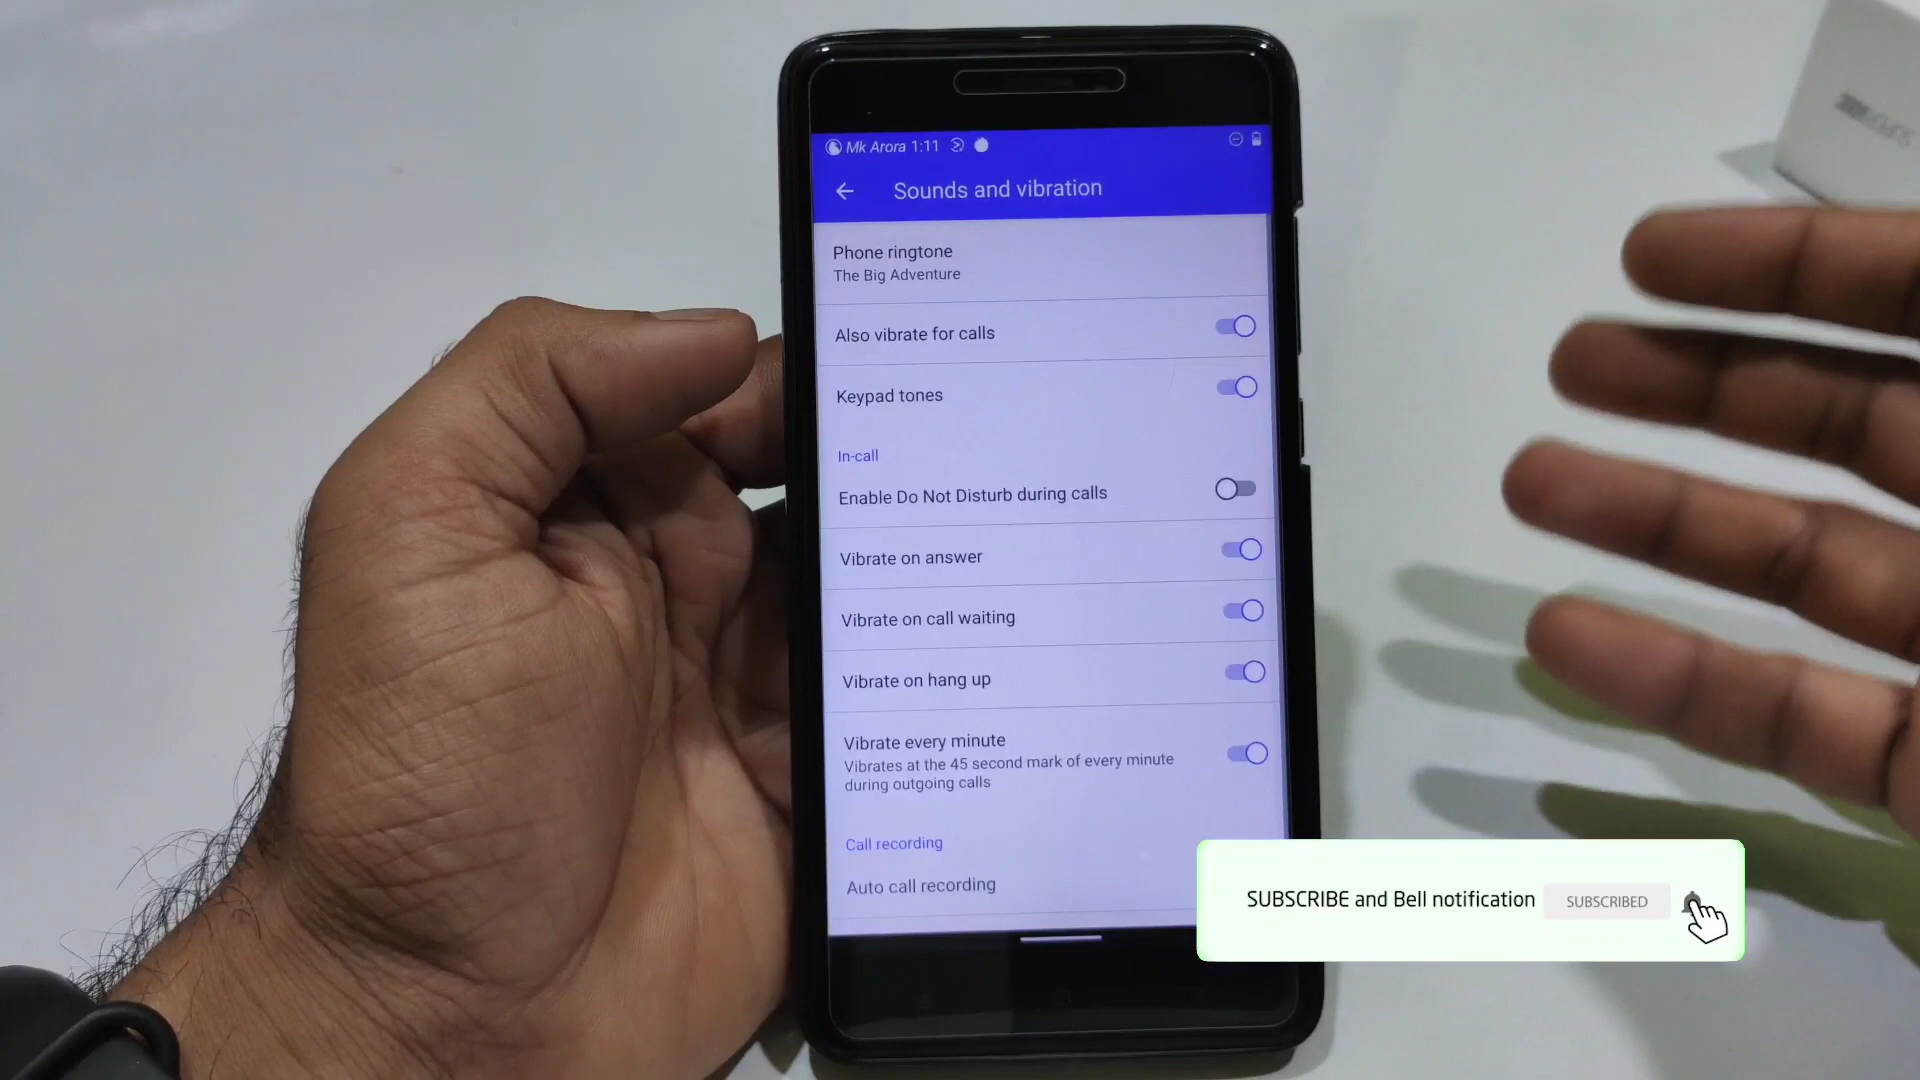 Mk Arora 1:11
Sounds and vibration
Phone ringtone
The Big Adventure
Also vibrate for calls
Keypad tones
In-call
Enable Do Not Disturb during calls
Vibrate on answer
Vibrate on call waiting
Vibrate on hang up
Vibrate every minute
Vibrates at the 45 second mark of every minute
during outgoing calls
Call recording
Auto call recording
SUBSCRIBE and Bell notification
SUBSCRIBED